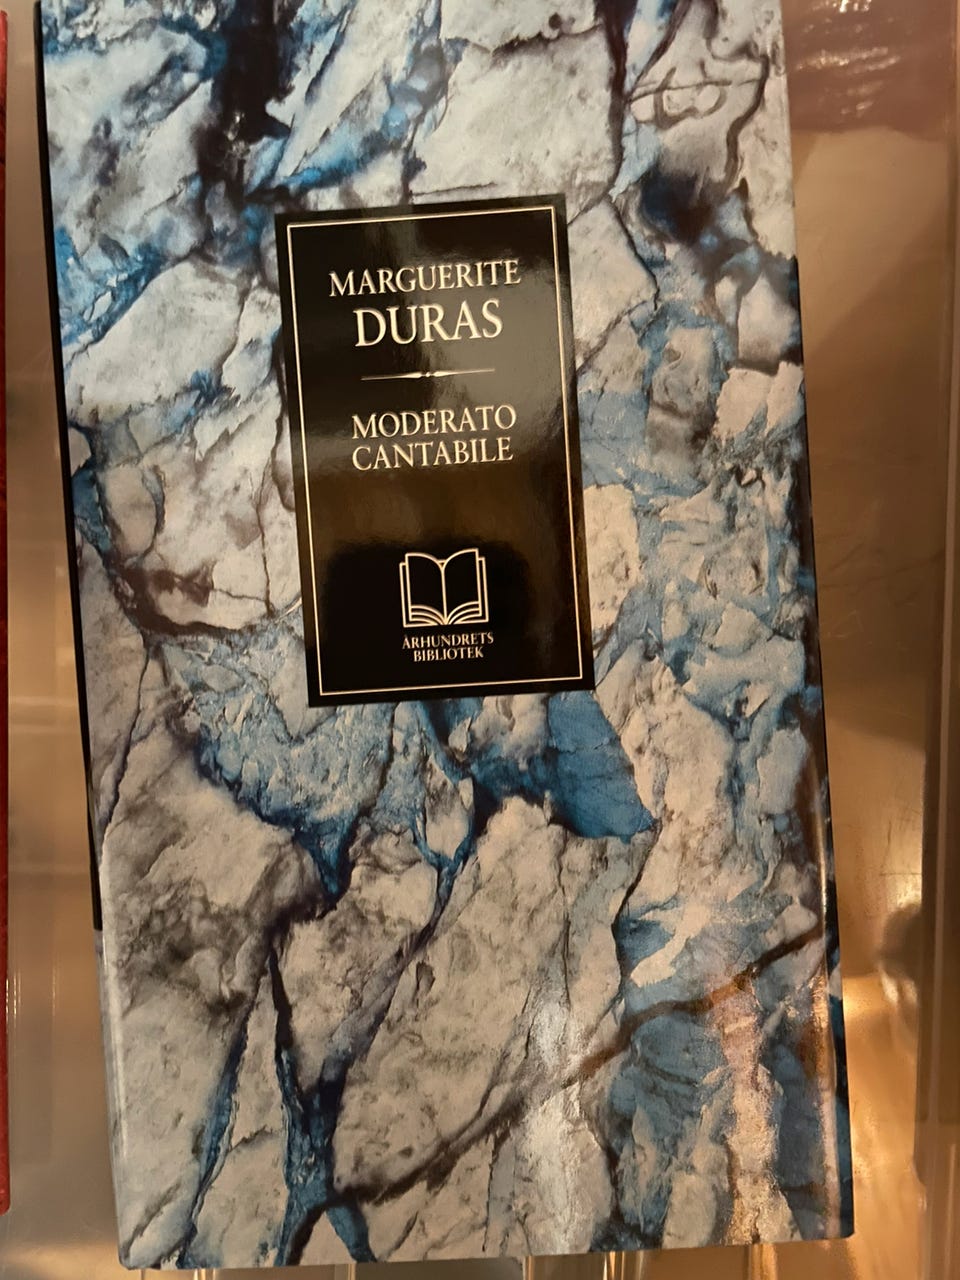 MARGUERITE
DURAS
MODERATO
CANTABILE
ÅRHUNDRETS
BIBLIOTEK